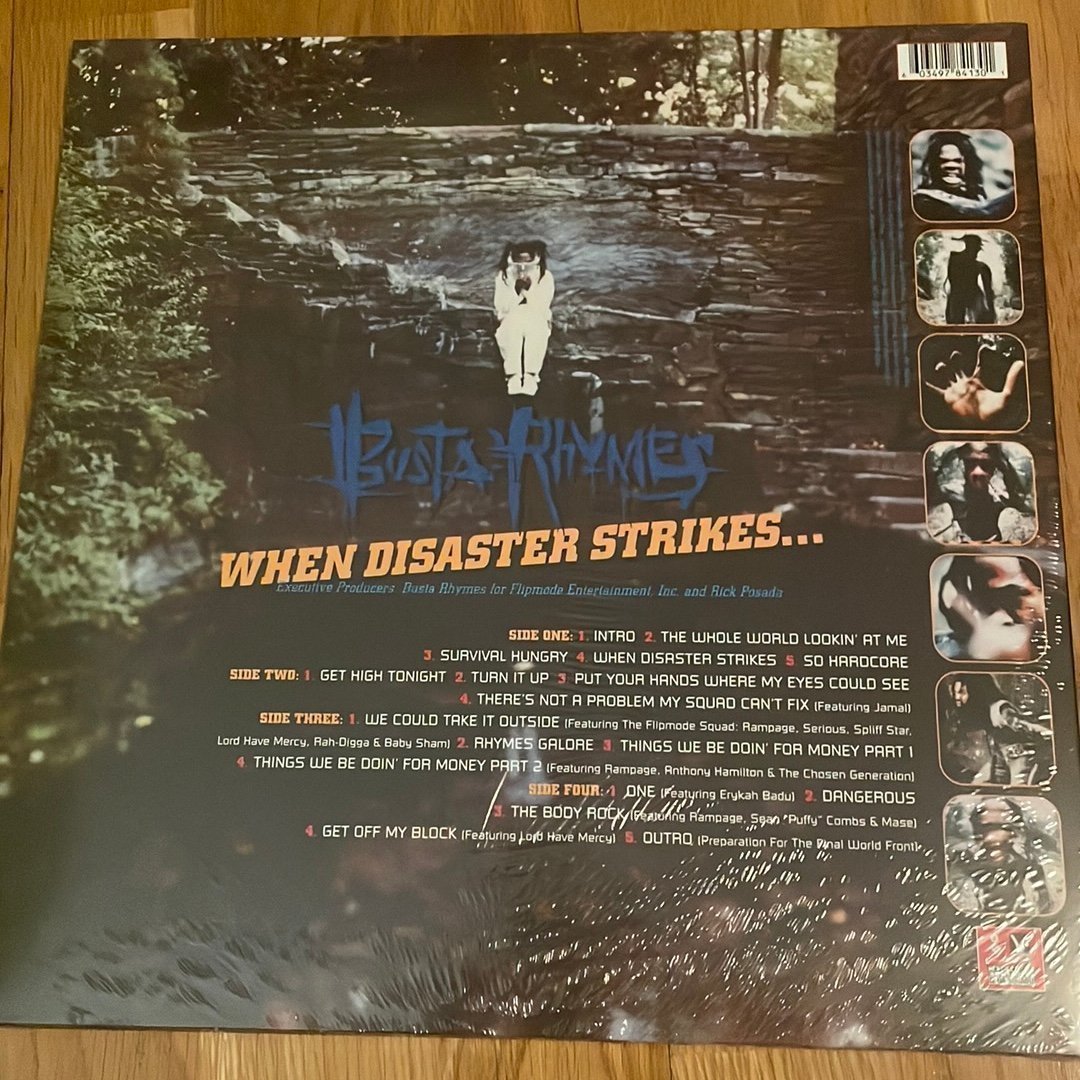 6 03497 84130 1
BUSTA RHYMES
WHEN DISASTER STRIKES...
Executive Producers: Busta Rhymes for Flipmode Entertainment, Inc. and Rick Posada
SIDE ONE: 1. INTRO 2. THE WHOLE WORLD LOOKIN' AT ME
3. SURVIVAL HUNGRY 4. WHEN DISASTER STRIKES 5. SO HARDCORE
SIDE TWO: 1. GET HIGH TONIGHT 2. TURN IT UP 3. PUT YOUR HANDS WHERE MY EYES COULD SEE
4. THERE'S NOT A PROBLEM MY SQUAD CAN'T FIX (Featuring Jamal)
SIDE THREE: 1. WE COULD TAKE IT OUTSIDE (Featuring The Flipmode Squad: Rampage, Serious, Spliff Star,
Lord Have Mercy, Rah-Digga & Baby Sham) 2. RHYMES GALORE 3. THINGS WE BE DOIN' FOR MONEY PART 1
4. THINGS WE BE DOIN' FOR MONEY PART 2 (Featuring Rampage, Anthony Hamilton & The Chosen Generation)
SIDE FOUR: 1. ONE (Featuring Erykah Badu) 2. DANGEROUS
3. THE BODY ROCK (Featuring Rampage, Sean "Puffy" Combs & Mase)
4. GET OFF MY BLOCK (Featuring Lord Have Mercy) 5. OUTRO (Preparation For The Final World Front)